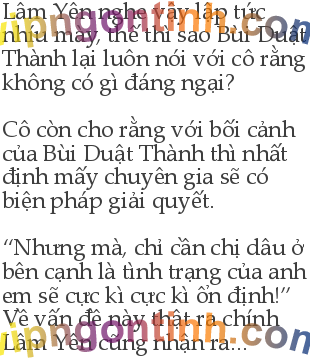 Lâm Yên nghe vậy lập tức
nhíu mày, thế thì sao Bùi Duật
Thành lại luôn nói với cô rằng
không có gì đáng ngại?
Cô còn cho rằng với bối cảnh
của Bùi Duật Thành thì nhất
định mấy chuyên gia sẽ có
biện pháp giải quyết.
“Nhưng mà, chỉ cần chị dâu ở
bên cạnh là tình trạng của anh
em sẽ cực kì cực kì ổn định!”
Về vấn đề này thật ra chính
Lâm Yên cũng nhận ra...
vipngontinh.com
vipngontinh.com